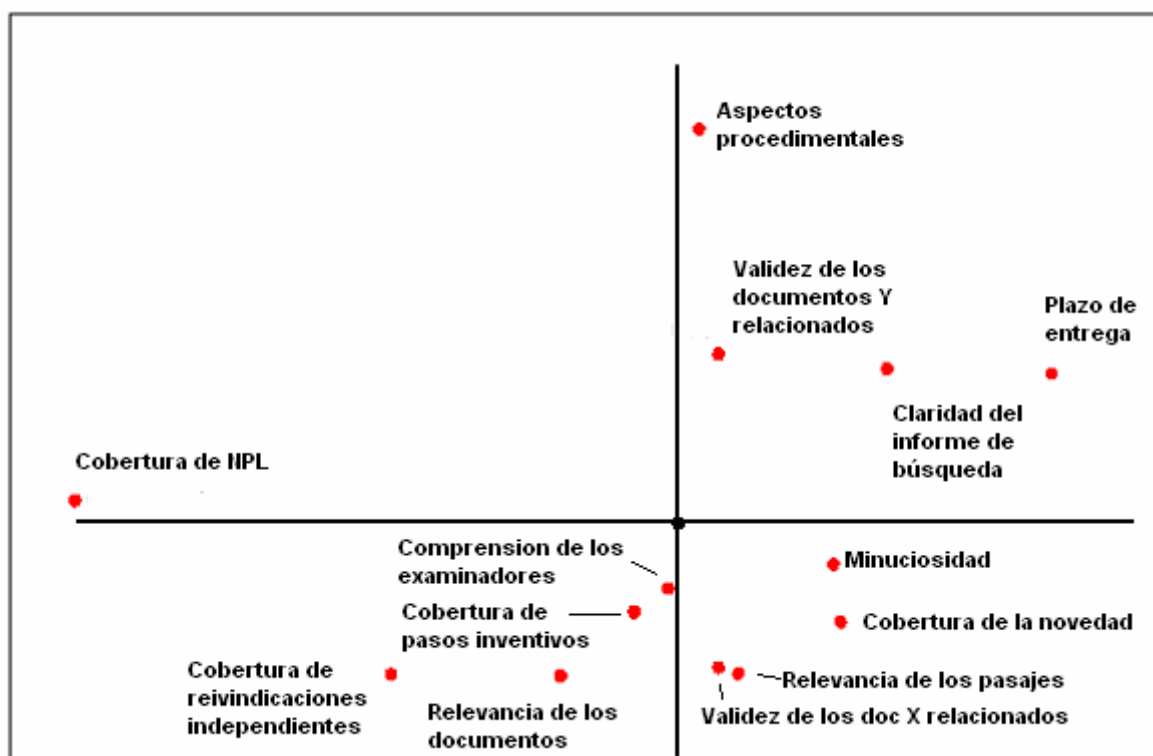 Aspectos
procedimentales
Validez de los
documentos Y
relacionados
Plazo de
entrega
Claridad del
informe de
búsqueda
Cobertura de NPL
Comprension de los
examinadores
Minuciosidad
Cobertura de
pasos inventivos
Cobertura de la novedad
Cobertura de
reivindicaciones
independientes
Relevancia de los
documentos
Relevancia de los pasajes
Validez de los doc X relacionados